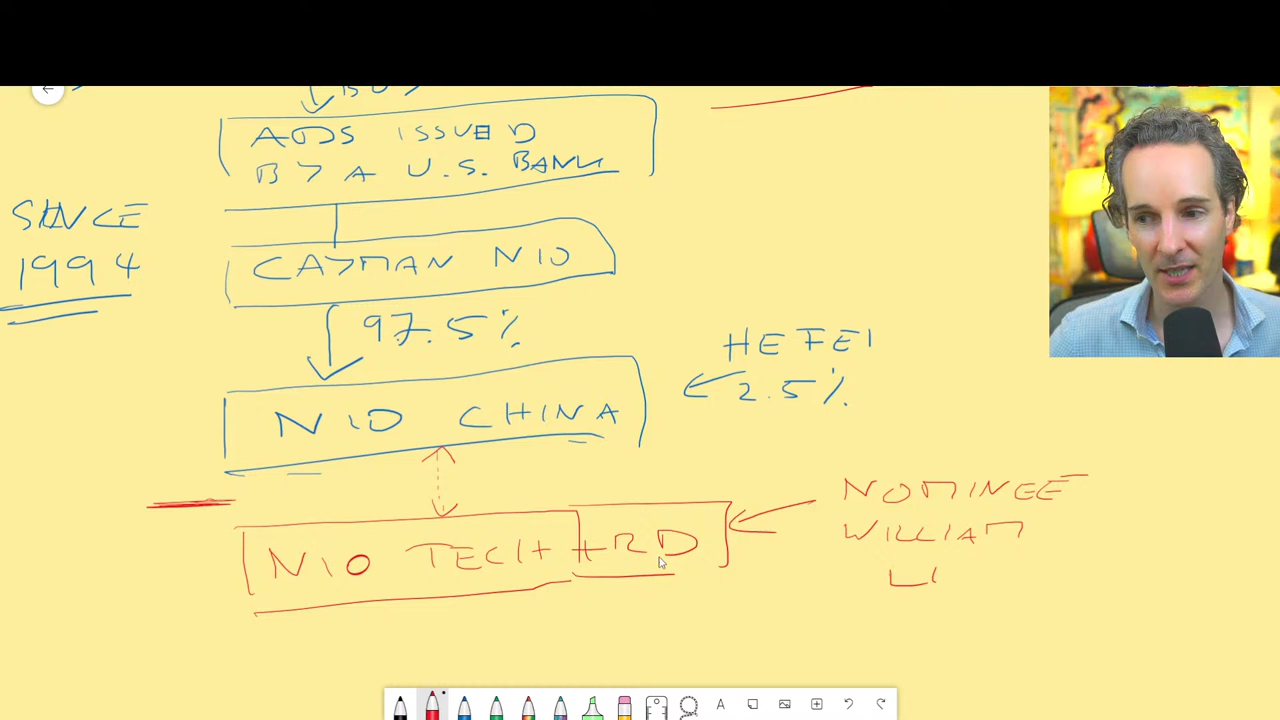 ADS ISSUED
BY A U.S. BANK
SINCE
1994
CAYMAN NIO
97.5%
HEFEI
2.5%
NIO CHINA
NOMINEE
WILLIAM
LI
NIO TECH + RD